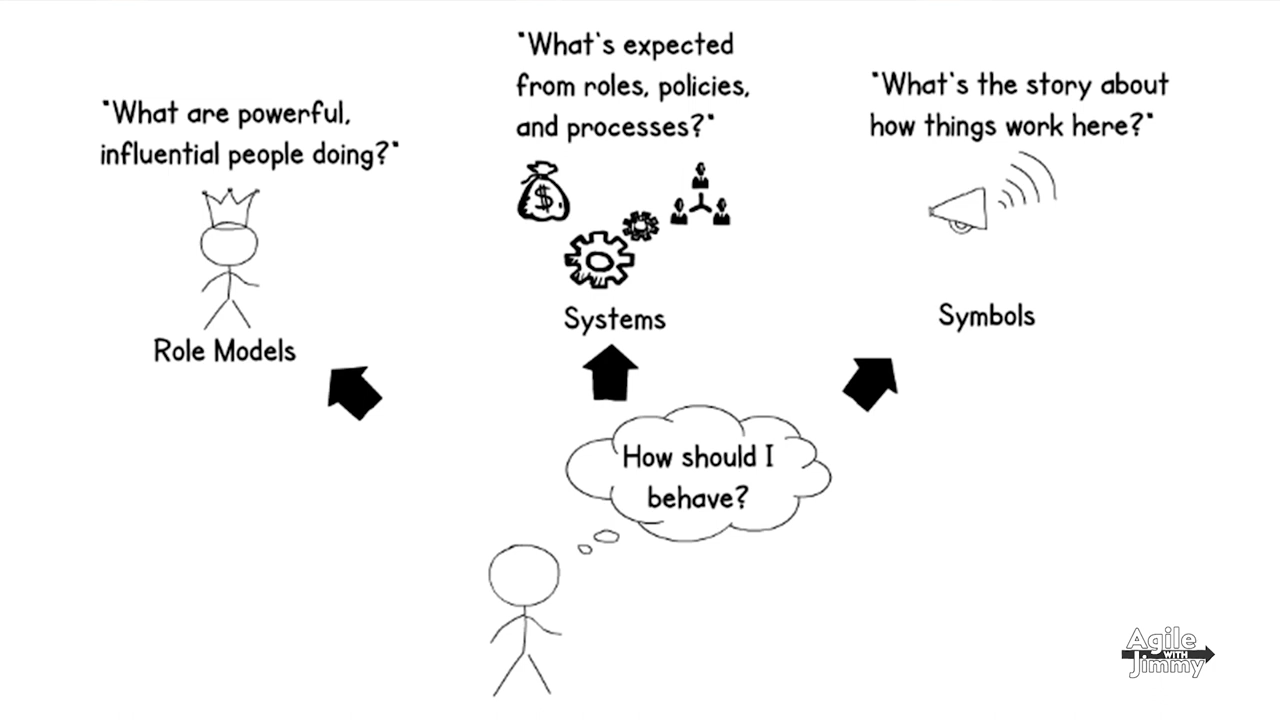 "What are powerful,
influential people doing?"
Role Models
"What's expected
from roles, policies,
and processes?"
$
Systems
"What's the story about
how things work here?"
Symbols
How should I
behave?
Agile
WITH
Jimmy